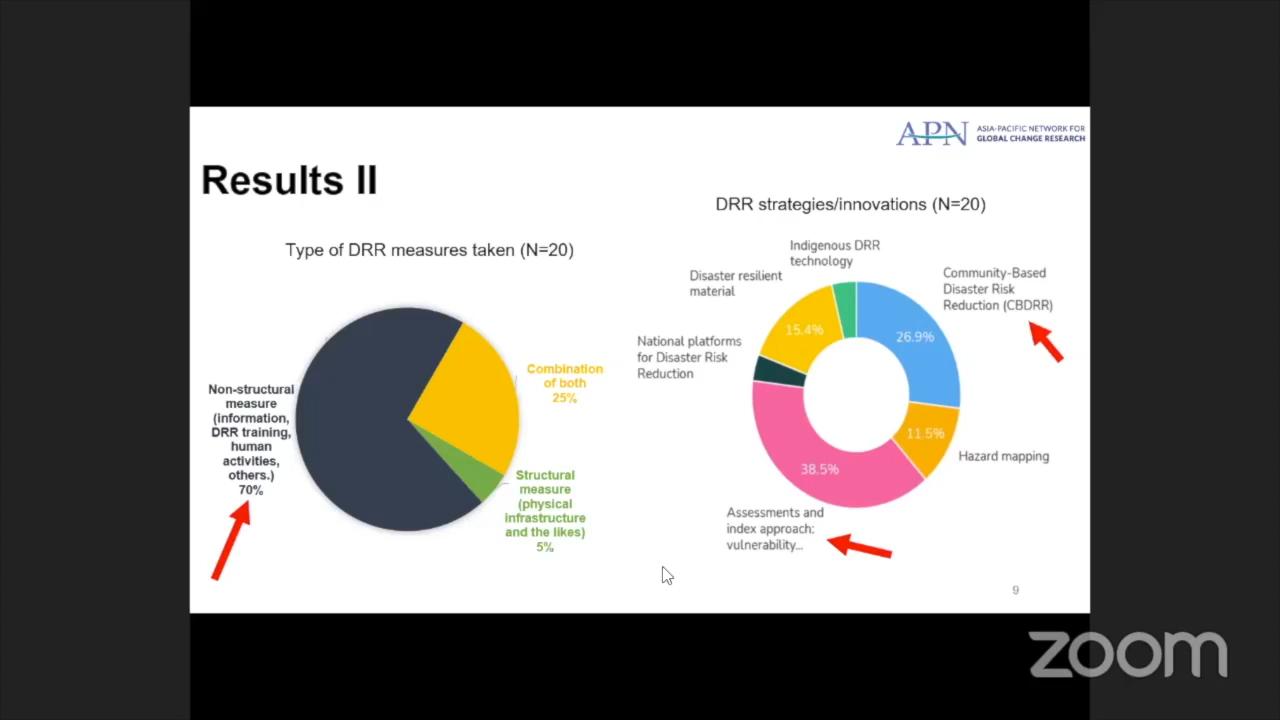 APN ASIA-PACIFIC NETWORK FOR
GLOBAL CHANGE RESEARCH
Results II
Type of DRR measures taken (N=20)
Non-structural
measure
(information,
DRR training,
human
activities,
others.)
70%
Combination
of both
25%
Structural
measure
(physical
infrastructure
and the likes)
5%
DRR strategies/innovations (N=20)
Indigenous DRR
technology
Disaster resilient
material
15.4%
National platforms
for Disaster Risk
Reduction
Community-Based
Disaster Risk
Reduction (CBDRR)
26.9%
11.5%
Hazard mapping
38.5%
Assessments and
index approach:
vulnerability...
9
zoom